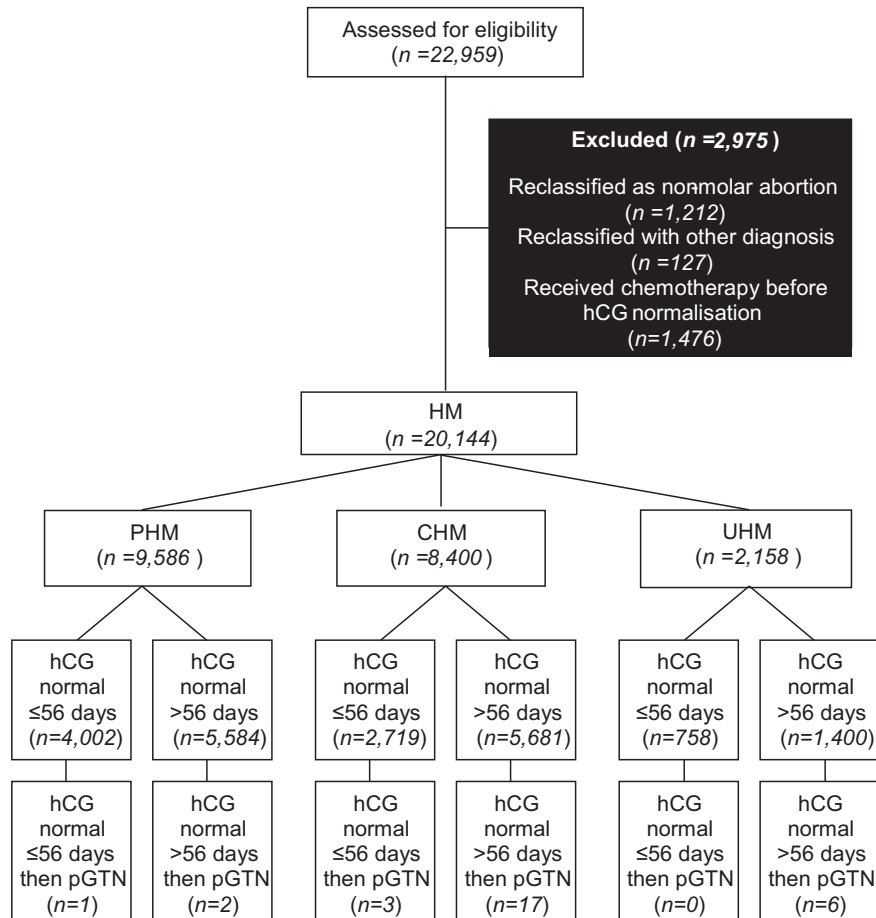 Assessed for eligibility
(n =22,959)
Excluded (n =2,975 )
Reclassified as non-molar abortion
(n =1,212)
Reclassified with other diagnosis
(n =127)
Received chemotherapy before
hCG normalisation
(n=1,476)
HM
(n =20,144)
PHM
(n =9,586 )
CHM
(n =8,400 )
UHM
(n =2,158 )
hCG
normal
≤56 days
(n=4,002)
hCG
normal
>56 days
(n=5,584)
hCG
normal
≤56 days
(n=2,719)
hCG
normal
>56 days
(n=5,681)
hCG
normal
≤56 days
(n=758)
hCG
normal
>56 days
(n=1,400)
hCG
normal
≤56 days
then pGTN
(n=1)
hCG
normal
>56 days
then pGTN
(n=2)
hCG
normal
≤56 days
then pGTN
(n=3)
hCG
normal
>56 days
then pGTN
(n=17)
hCG
normal
≤56 days
then pGTN
(n=0)
hCG
normal
>56 days
then pGTN
(n=6)